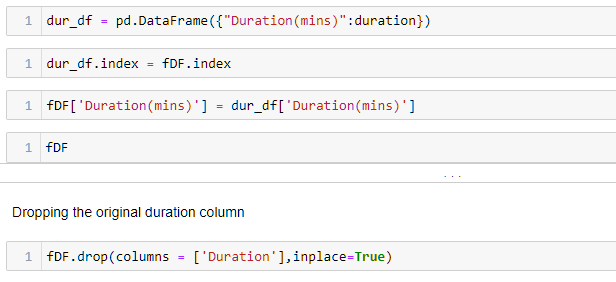 1 dur_df = pd.DataFrame({"Duration(mins)":duration})
1 dur_df.index = fDF.index
1 fDF['Duration(mins)'] = dur_df['Duration(mins)']
1 fDF
...
Dropping the original duration column
1 fDF.drop(columns = ['Duration'],inplace=True)